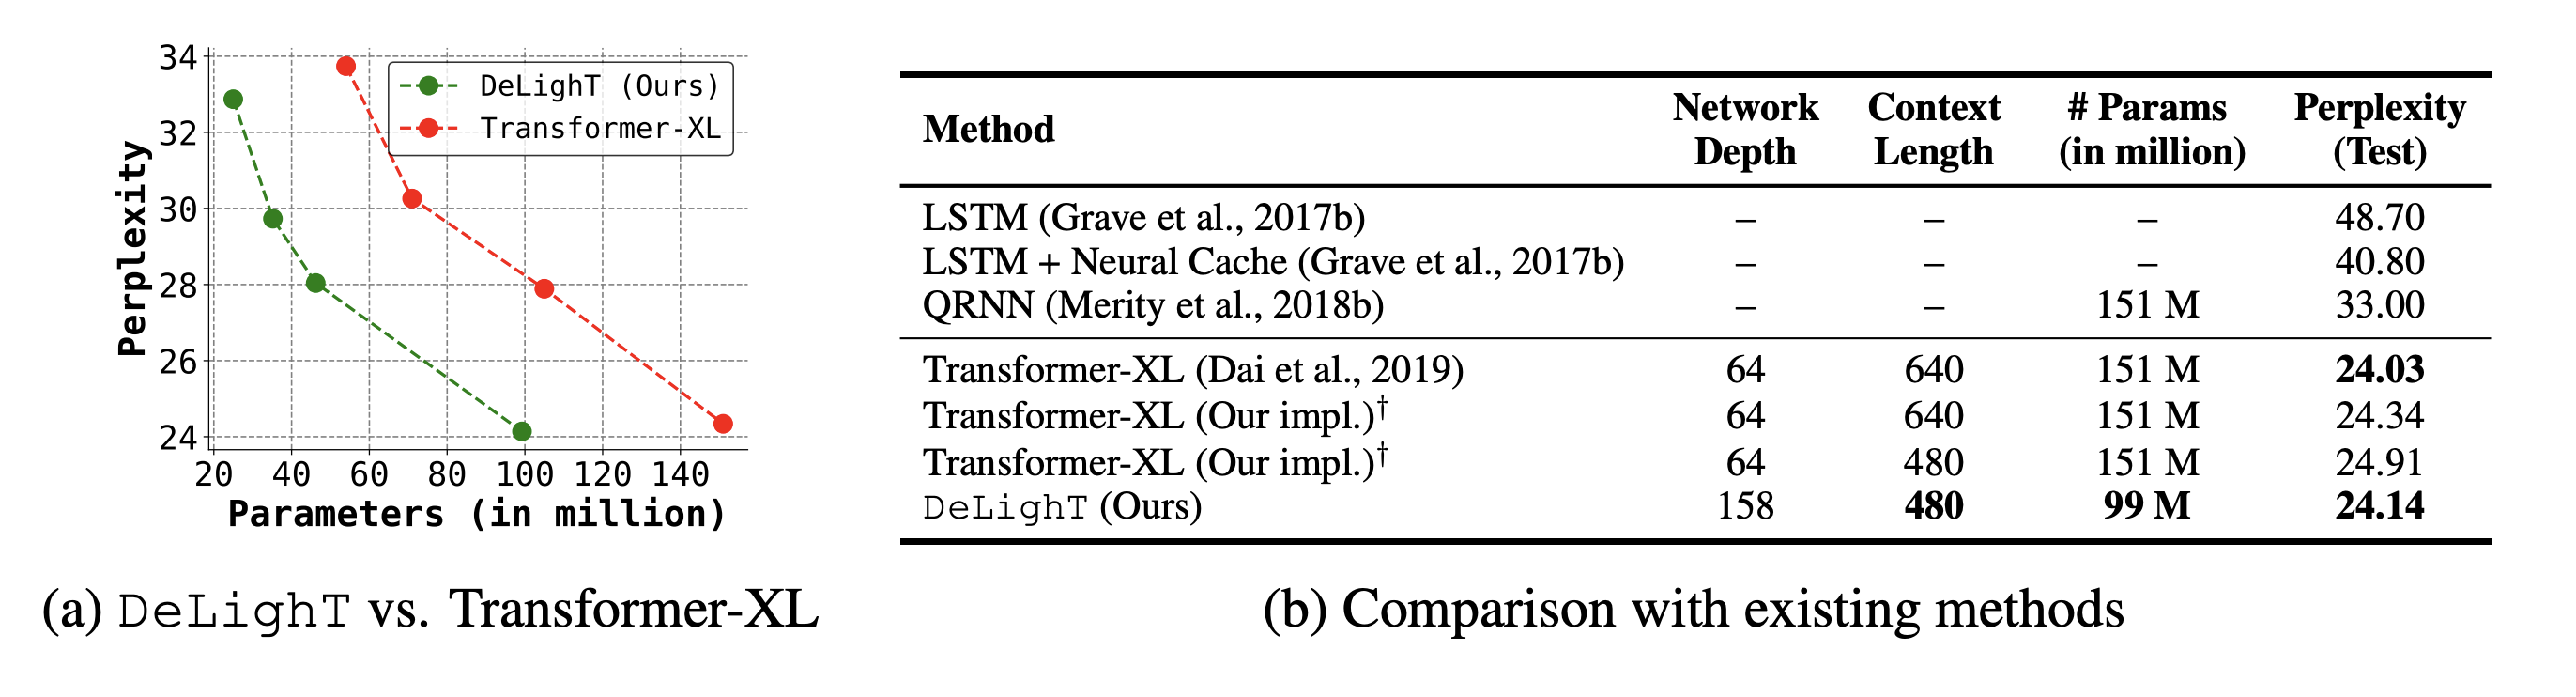 34
32
30
28
26
24
Perplexity
DeLighT (Ours)
Transformer-XL
20 40 60 80 100 120 140
Parameters (in million)
(a) DeLighT vs. Transformer-XL
Method Network Depth Context Length # Params (in million) Perplexity (Test)
LSTM (Grave et al., 2017b) – – – 48.70
LSTM + Neural Cache (Grave et al., 2017b) – – – 40.80
QRNN (Merity et al., 2018b) – – 151 M 33.00
Transformer-XL (Dai et al., 2019) 64 640 151 M 24.03
Transformer-XL (Our impl.)† 64 640 151 M 24.34
Transformer-XL (Our impl.)† 64 480 151 M 24.91
DeLighT (Ours) 158 480 99 M 24.14
(b) Comparison with existing methods